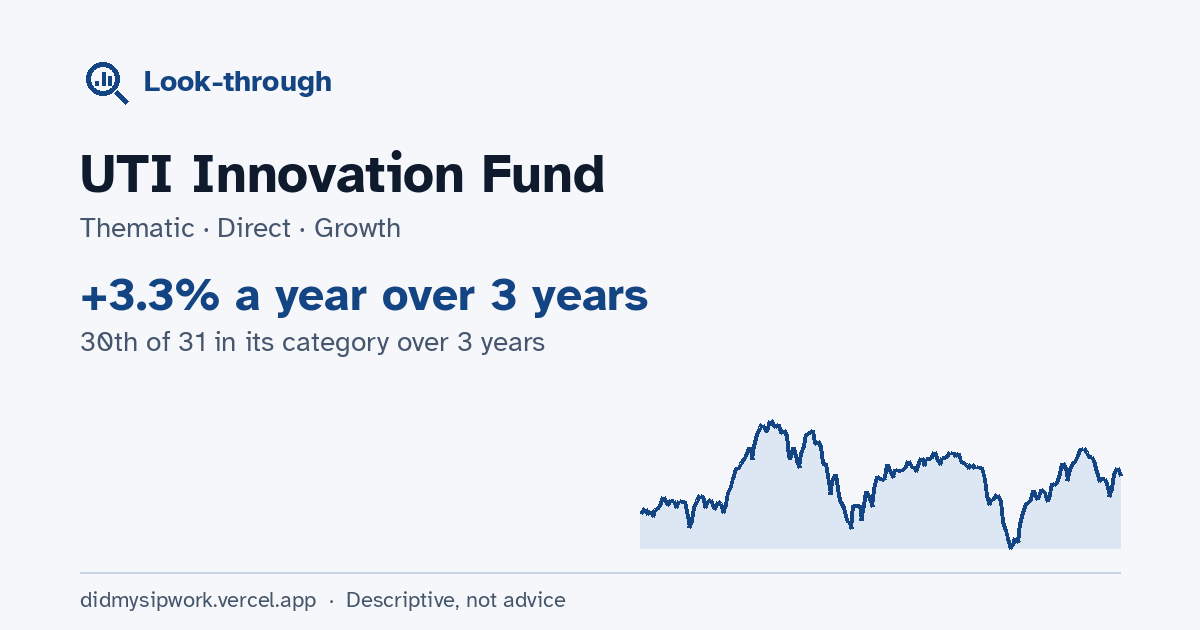 Look-through
UTI Innovation Fund
Thematic · Direct · Growth
+3.3% a year over 3 years
30th of 31 in its category over 3 years
didmysipwork.vercel.app · Descriptive, not advice